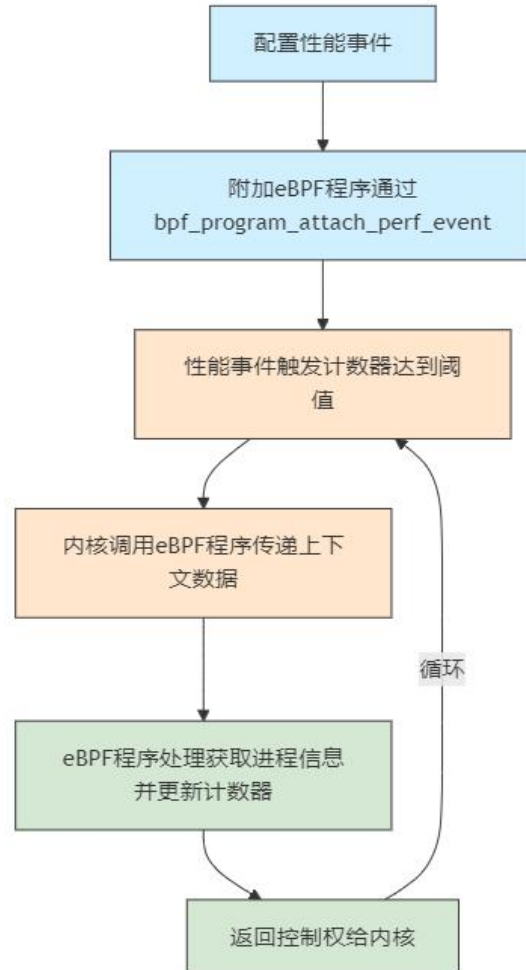 配置性能事件
附加eBPF程序通过
bpf_program_attach_perf_event
性能事件触发计数器达到阈
值
内核调用eBPF程序传递上下
文数据
循环
eBPF程序处理获取进程信息
并更新计数器
返回控制权给内核